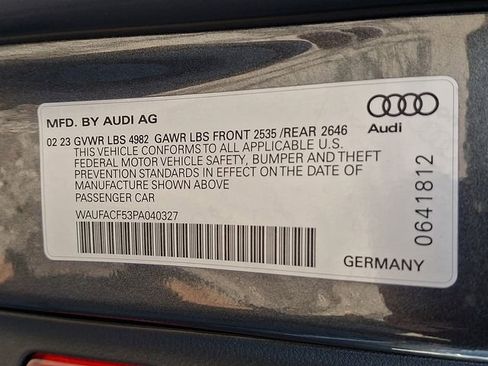 MFD. BY AUDI AG
02 23 GVWR LBS 4982 GAWR LBS FRONT 2535 /REAR 2646
THIS VEHICLE CONFORMS TO ALL APPLICABLE U.S.
FEDERAL MOTOR VEHICLE SAFETY, BUMPER AND THEFT
PREVENTION STANDARDS IN EFFECT ON THE DATE OF
MANUFACTURE SHOWN ABOVE
PASSENGER CAR
WAUFACF53PA040327
GERMANY
Audi
0641812